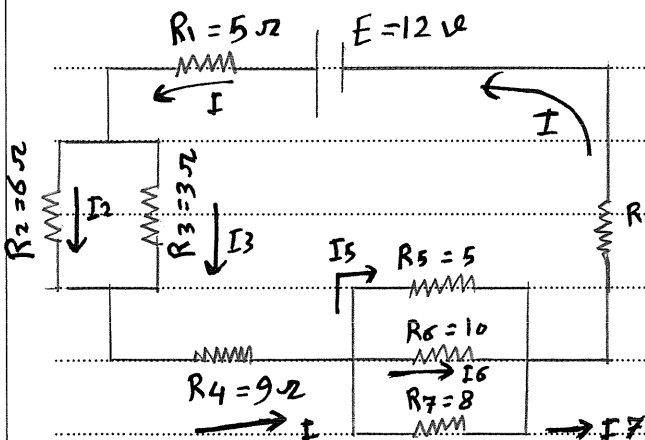 R1 = 5 Ω
E = 12 v
I
I
R2 = 6 Ω
I2
R3 = 3 Ω
I3
R
I5
R5 = 5
R6 = 10
I6
R4 = 9 Ω
I
R7 = 8
I7